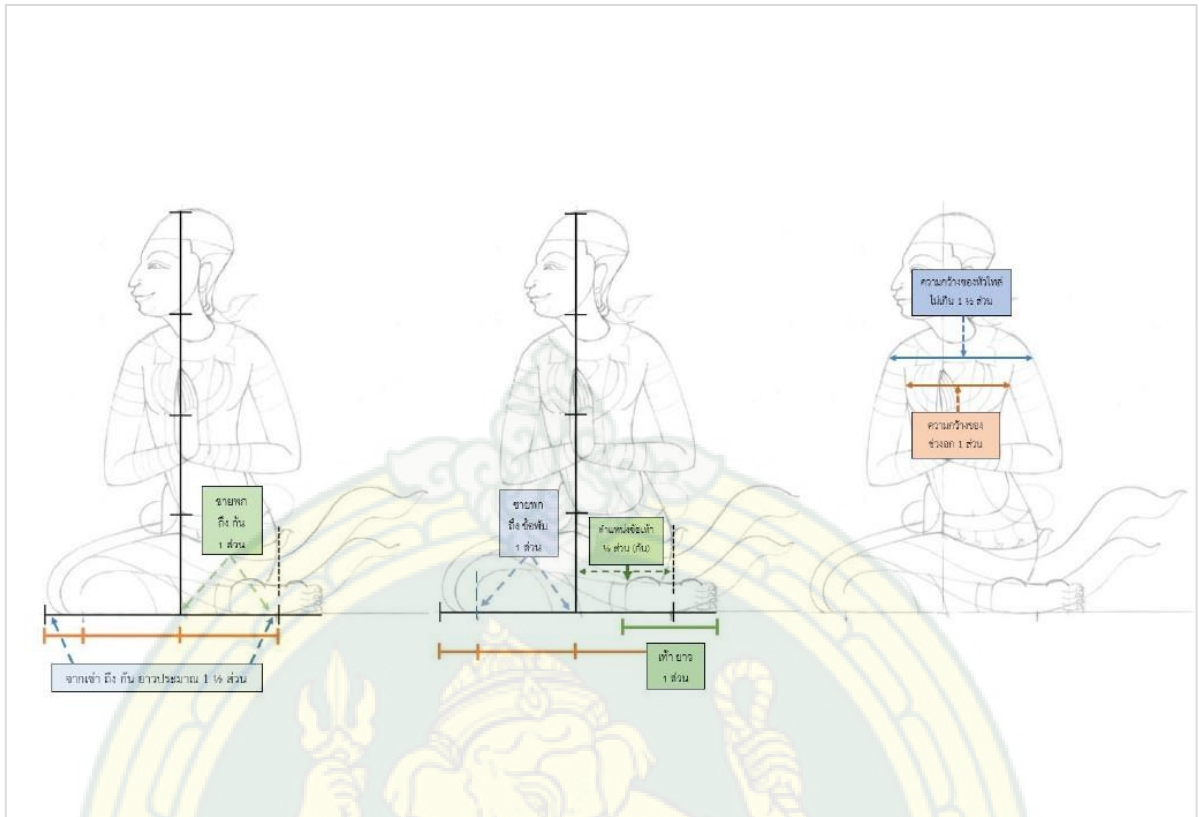 ชายพก
ถึง ก้น
1 ส่วน
จากเข่า ถึง ก้น ยาวประมาณ 1 ½ ส่วน
ชายพก
ถึง ข้อพับ
1 ส่วน
ตำแหน่งข้อเท้า
½ ส่วน (ก้น)
เท้า ยาว
1 ส่วน
ความกว้างของหัวไหล่
ไม่เกิน 1 ½ ส่วน
ความกว้างของ
ช่วงอก 1 ส่วน